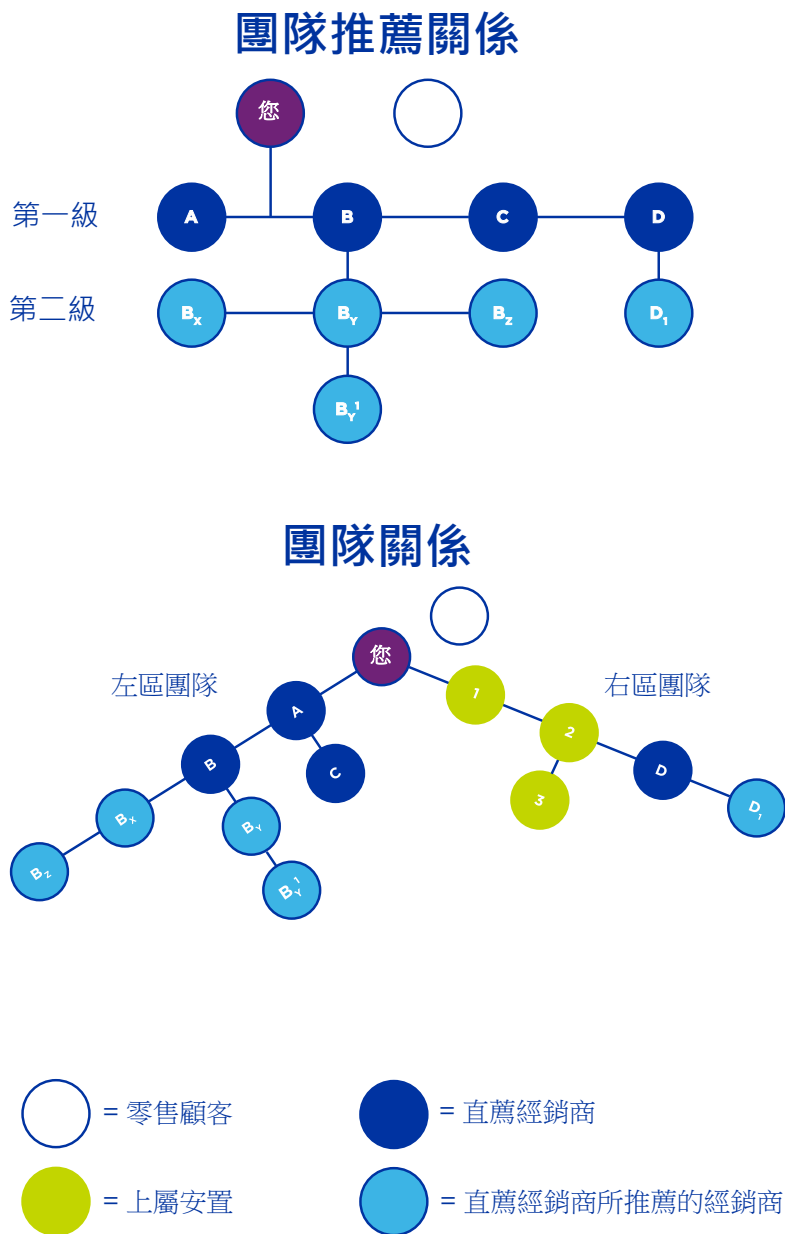 團隊推薦關係
您
第一級
A B C D
第二級
Bx BY Bz D1
BY1
團隊關係
您
左區團隊 右區團隊
A 1
B C 2
Bx BY 3 D
Bz BY1 D1
= 零售顧客 = 直薦經銷商
= 上屬安置 = 直薦經銷商所推薦的經銷商